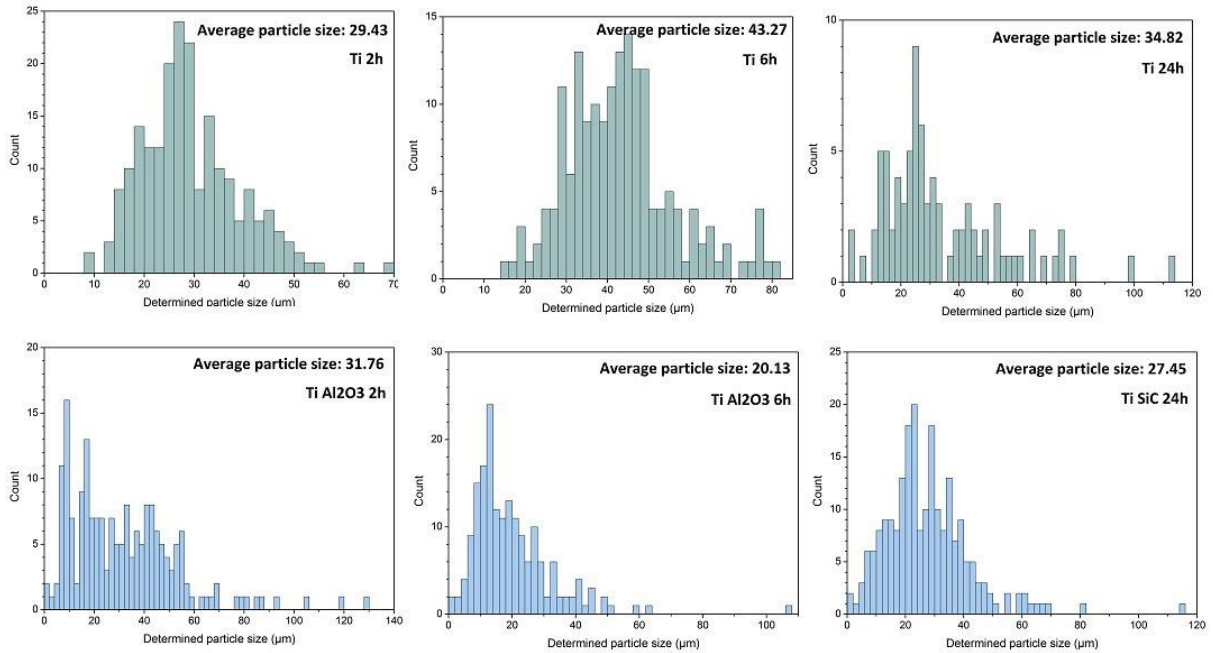 Average particle size: 29.43
Ti 2h
Count
25
20
15
10
5
0
0 10 20 30 40 50 60 70
Determined particle size (µm)
Average particle size: 43.27
Ti 6h
Count
15
10
5
0
0 10 20 30 40 50 60 70 80
Determined particle size (µm)
Average particle size: 34.82
Ti 24h
Count
10
5
0
0 20 40 60 80 100 120
Determined particle size (µm)
Average particle size: 31.76
Ti Al2O3 2h
Count
20
15
10
5
0
0 20 40 60 80 100 120 140
Determined particle size (µm)
Average particle size: 20.13
Ti Al2O3 6h
Count
30
20
10
0
0 20 40 60 80 100
Determined particle size (µm)
Average particle size: 27.45
Ti SiC 24h
Count
25
20
15
10
5
0
0 20 40 60 80 100 120
Determined particle size (µm)